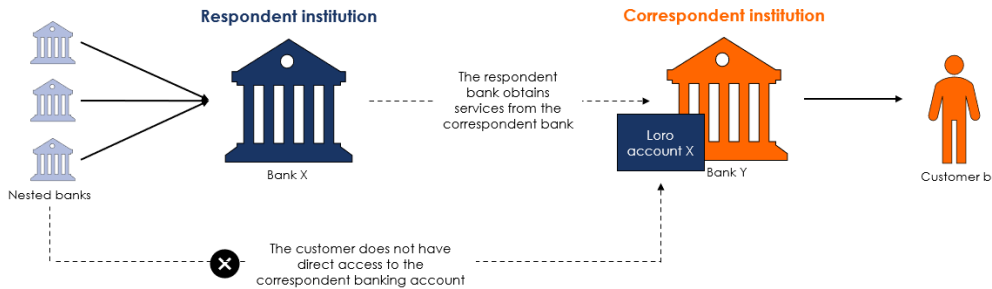 Respondent institution
Correspondent institution
The respondent
bank obtains
services from the
correspondent bank
Loro
account X
Bank X
Bank Y
Customer b
Nested banks
The customer does not have
direct access to the
correspondent banking account